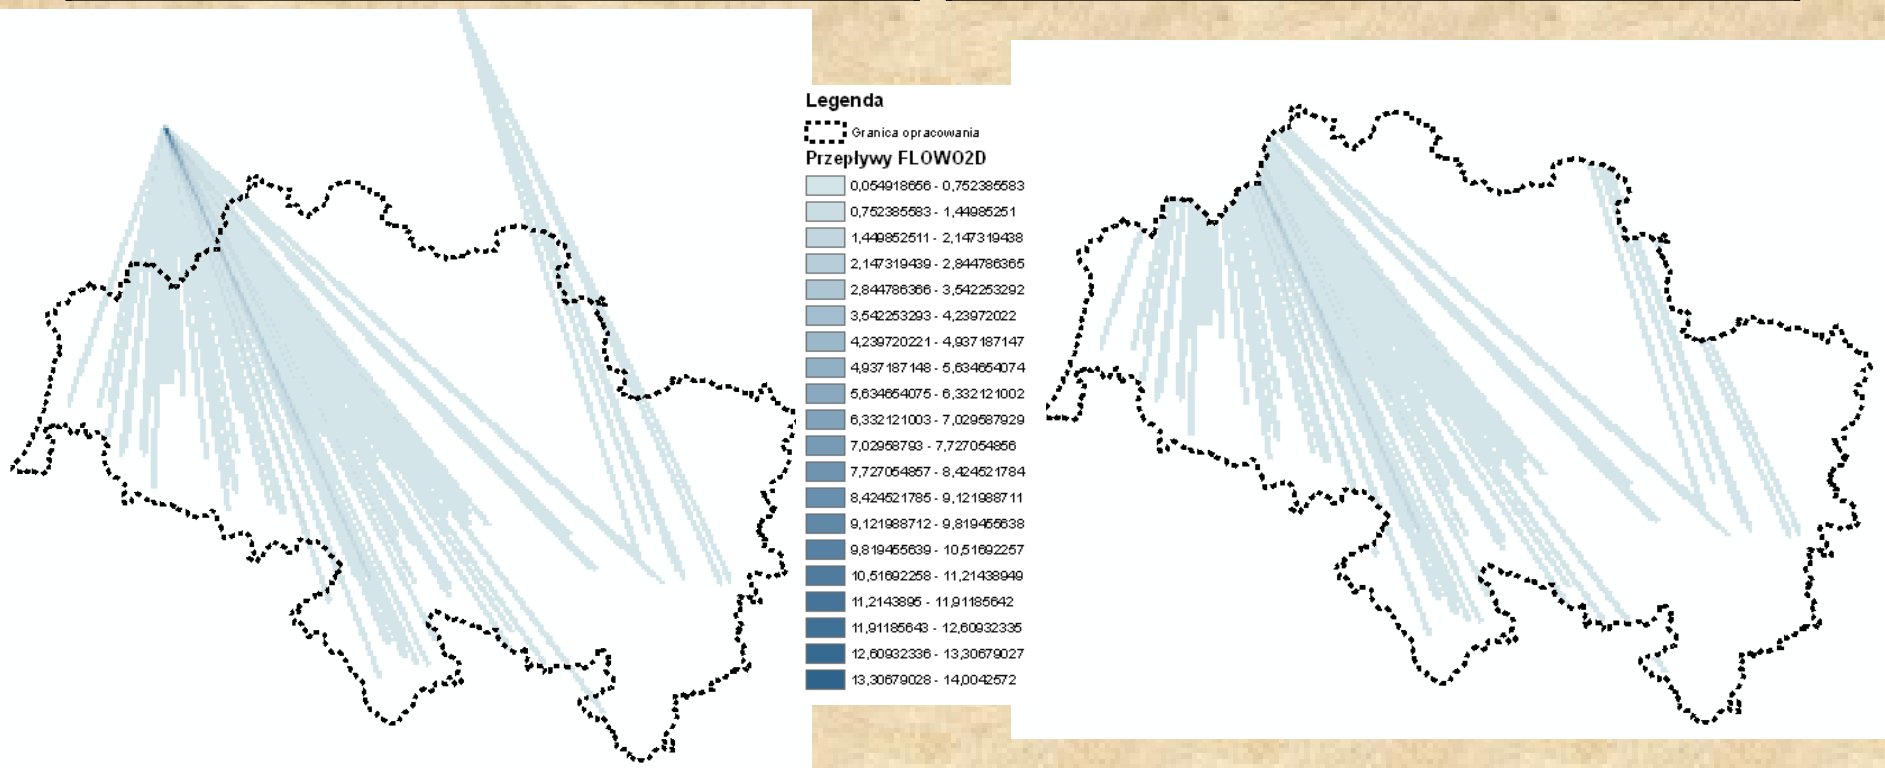 Legenda
Granica opracowania
Przepływy FLOWO2D
0,054918656 - 0,752385583
0,752385583 - 1,44985251
1,449852511 - 2,147319438
2,147319439 - 2,844786365
2,844786366 - 3,542253292
3,542253293 - 4,23972022
4,239720221 - 4,937187147
4,937187148 - 5,634654074
5,634654075 - 6,332121002
6,332121003 - 7,029587929
7,02958793 - 7,727054856
7,727054857 - 8,424521784
8,424521785 - 9,121988711
9,121988712 - 9,819455638
9,819455639 - 10,51692257
10,51692258 - 11,21438949
11,2143895 - 11,91185642
11,91185643 - 12,60932335
12,60932336 - 13,30679027
13,30679028 - 14,0042572